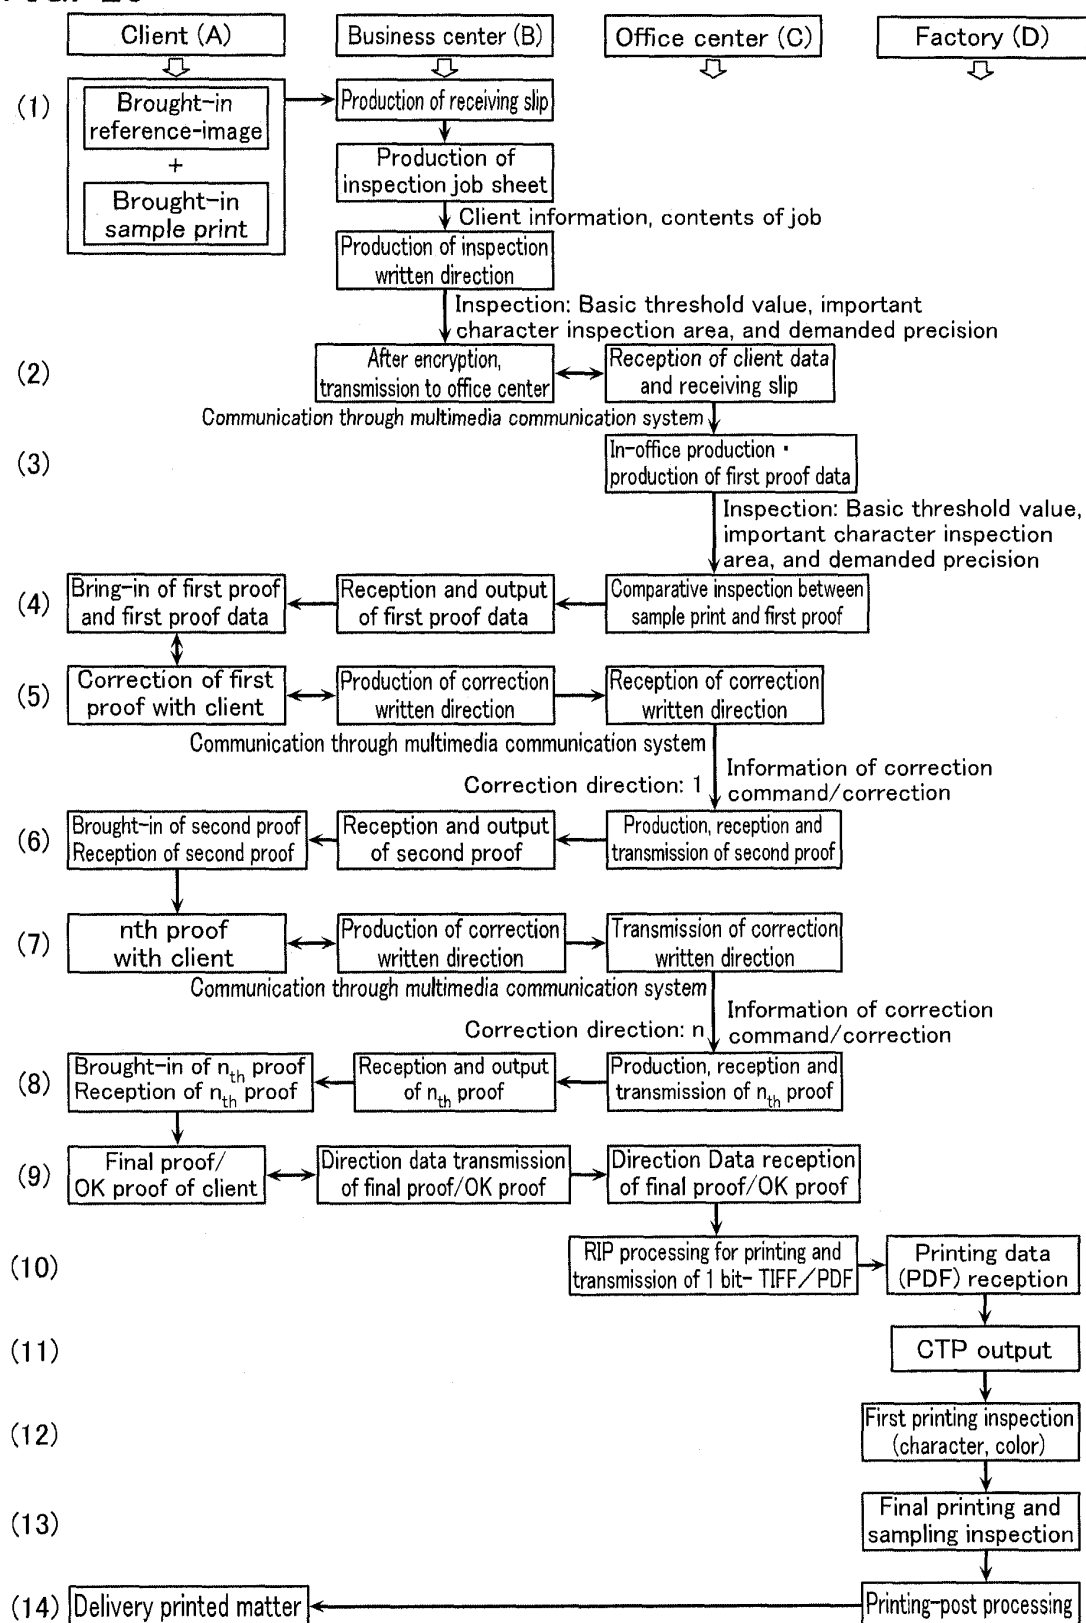 Client (A)
Business center (B)
Office center (C)
Factory (D)
(1)
Brought-in
reference-image
+
Brought-in
sample print
Production of receiving slip
Production of
inspection job sheet
Client information, contents of job
Production of inspection
written direction
Inspection: Basic threshold value, important
character inspection area, and demanded precision
(2)
After encryption,
transmission to office center
Reception of client data
and receiving slip
Communication through multimedia communication system
(3)
In-office production・
production of first proof data
Inspection: Basic threshold value,
important character inspection
area, and demanded precision
(4)
Bring-in of first proof
and first proof data
Reception and output
of first proof data
Comparative inspection between
sample print and first proof
(5)
Correction of first
proof with client
Production of correction
written direction
Reception of correction
written direction
Communication through multimedia communication system
Correction direction: 1
Information of correction
command/correction
(6)
Brought-in of second proof
Reception of second proof
Reception and output
of second proof
Production, reception and
transmission of second proof
(7)
nth proof
with client
Production of correction
written direction
Transmission of correction
written direction
Communication through multimedia communication system
Correction direction: n
Information of correction
command/correction
(8)
Brought-in of nth proof
Reception of nth proof
Reception and output
of nth proof
Production, reception and
transmission of nth proof
(9)
Final proof/
OK proof of client
Direction data transmission
of final proof/OK proof
Direction Data reception
of final proof/OK proof
(10)
RIP processing for printing and
transmission of 1 bit- TIFF/PDF
Printing data
(PDF) reception
(11)
CTP output
(12)
First printing inspection
(character, color)
(13)
Final printing and
sampling inspection
(14)
Delivery printed matter
Printing-post processing